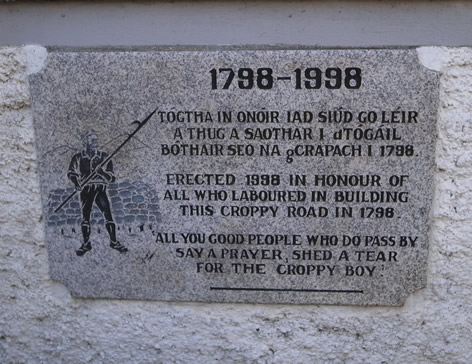 1798-1998
TÓGTHA IN ONÓIR IAD SIÚD GO LÉIR
A THUG A SAOTHAR I dTÓGÁIL
BÓTHAIR SEO NA gCRAPACH I 1798.
ERECTED 1998 IN HONOUR OF
ALL WHO LABOURED IN BUILDING
THIS CROPPY ROAD IN 1798.
"ALL YOU GOOD PEOPLE WHO DO PASS BY
SAY A PRAYER, SHED A TEAR
FOR THE CROPPY BOY"